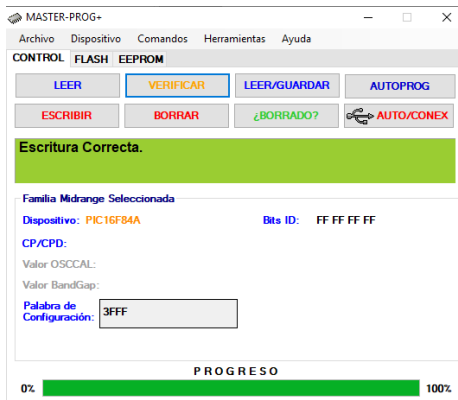 MASTER-PROG+
Archivo Dispositivo Comandos Herramientas Ayuda
CONTROL FLASH EEPROM
LEER VERIFICAR LEER/GUARDAR AUTOPROG
ESCRIBIR BORRAR ¿BORRADO? AUTO/CONEX
Escritura Correcta.
Familia Midrange Seleccionada
Dispositivo: PIC16F84A Bits ID: FF FF FF FF
CP/CPD:
Valor OSCCAL:
Valor BandGap:
Palabra de
Configuración: 3FFF
PROGRESO
0% 100%